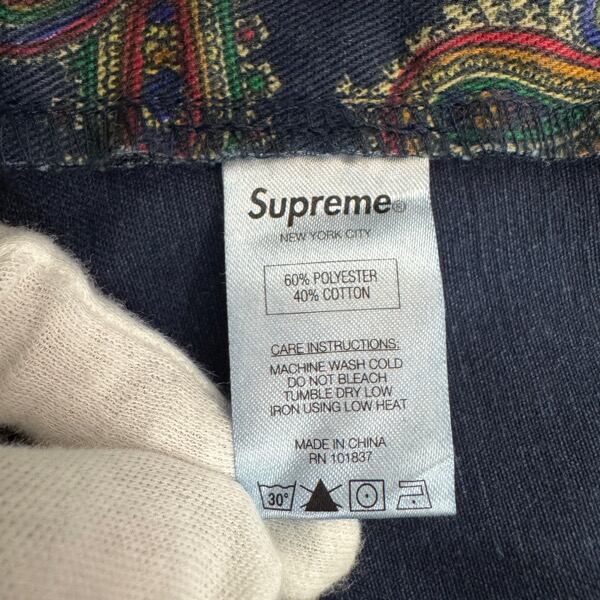 Supreme®
NEW YORK CITY
60% POLYESTER
40% COTTON
CARE INSTRUCTIONS:
MACHINE WASH COLD
DO NOT BLEACH
TUMBLE DRY LOW
IRON USING LOW HEAT
MADE IN CHINA
RN 101837
30°